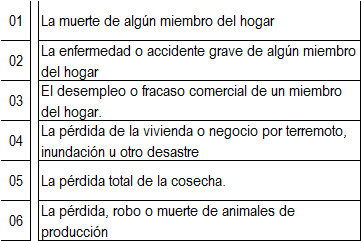 01 La muerte de algún miembro del hogar
02 La enfermedad o accidente grave de algún miembro
del hogar
03 El desempleo o fracaso comercial de un miembro
del hogar.
04 La pérdida de la vivienda o negocio por terremoto,
inundación u otro desastre
05 La pérdida total de la cosecha.
06 La pérdida, robo o muerte de animales de
producción